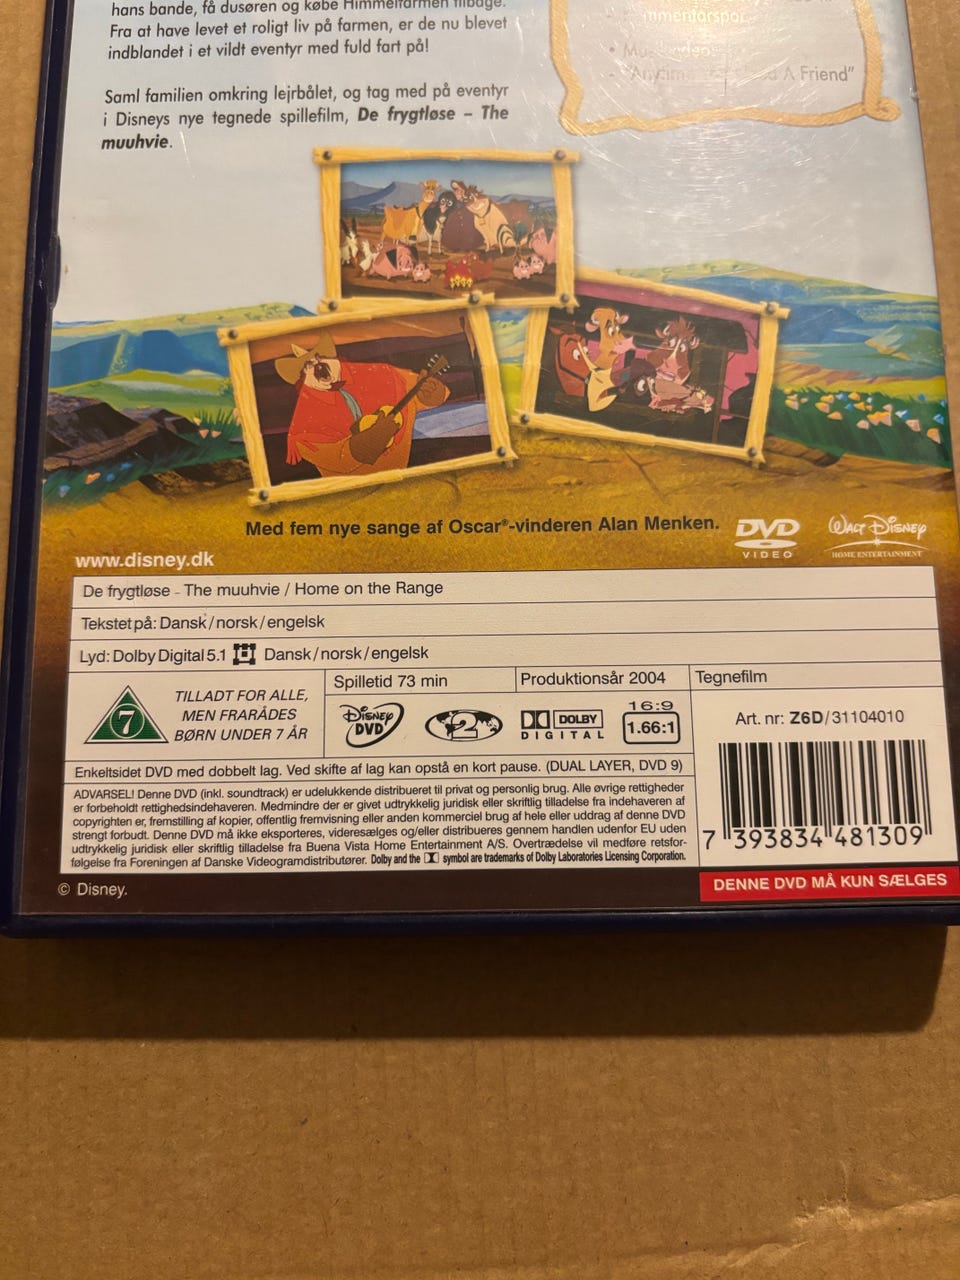 hans bande, få dusøren og købe Himmelfarmen tilbage.
Fra at have levet et roligt liv på farmen, er de nu blevet
indblandet i et vildt eventyr med fuld fart på!
Saml familien omkring lejrbålet, og tag med på eventyr
i Disneys nye tegnede spillefilm, De frygtløse – The
muuhvie.
A Friend”
Med fem nye sange af Oscar®-vinderen Alan Menken.
DVD
VIDEO
WALT DISNEY
HOME ENTERTAINMENT
www.disney.dk
De frygtløse - The muuhvie / Home on the Range
Tekstet på: Dansk/norsk/engelsk
Lyd: Dolby Digital 5.1 Dansk/norsk/engelsk
7
TILLADT FOR ALLE,
MEN FRARÅDES
BØRN UNDER 7 ÅR
Spilletid 73 min
Produktionsår 2004
Tegnefilm
DISNEY
DVD
2
DOLBY
DIGITAL
16:9
1.66:1
Art. nr: Z6D/31104010
Enkeltsidet DVD med dobbelt lag. Ved skifte af lag kan opstå en kort pause. (DUAL LAYER, DVD 9)
ADVARSEL! Denne DVD (inkl. soundtrack) er udelukkende distribueret til privat og personlig brug. Alle øvrige rettigheder
er forbeholdt rettighedsindehaveren. Medmindre der er givet udtrykkelig juridisk eller skriftlig tilladelse fra indehaveren af
copyrighten er, fremstilling af kopier, offentlig fremvisning eller anden kommerciel brug af hele eller uddrag af denne DVD
strengt forbudt. Denne DVD må ikke eksporteres, videresælges og/eller distribueres gennem handlen udenfor EU uden
udtrykkelig juridisk eller skriftlig tilladelse fra Buena Vista Home Entertainment A/S. Overtrædelse vil medføre retsfor-
følgelse fra Foreningen af Danske Videogramdistributører. Dolby and the symbol are trademarks of Dolby Laboratories Licensing Corporation.
7 393834 481309
© Disney.
DENNE DVD MÅ KUN SÆLGES